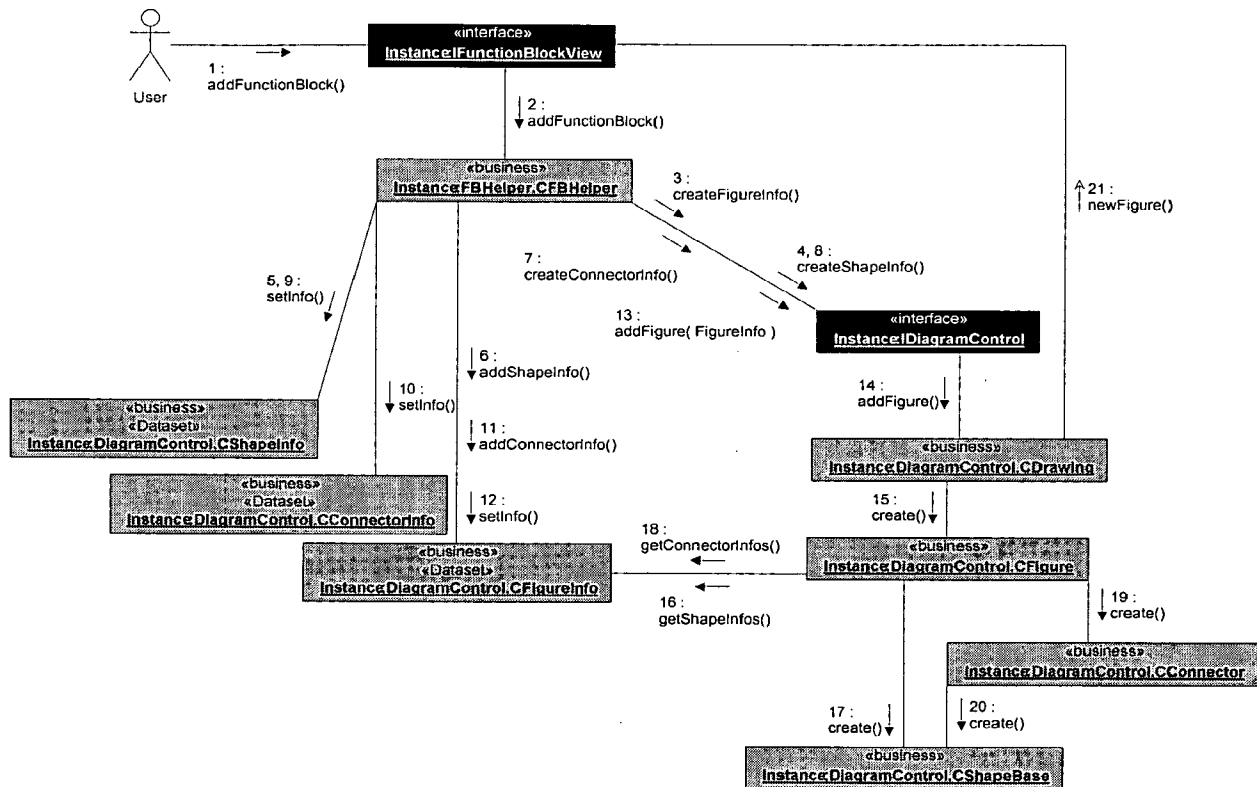 «interface»
Instance:IFunctionBlockView
1 :
addFunctionBlock()
User
2 :
addFunctionBlock()
«business»
Instance:FBHelper.CFBHelper
3 :
createFigureInfo()
21 :
newFigure()
7 :
createConnectorInfo()
4, 8 :
createShapeInfo()
5, 9 :
setInfo()
13 :
addFigure( FigureInfo )
«interface»
Instance:IDiagramControl
6 :
addShapeInfo()
10 :
setInfo()
14 :
addFigure()
«business»
«Dataset»
Instance:DiagramControl.CShapeInfo
11 :
addConnectorInfo()
«business»
Instance:DiagramControl.CDrawing
«business»
«Dataset»
Instance:DiagramControl.CConnectorInfo
12 :
setInfo()
15 :
create()
18 :
getConnectorInfos()
«business»
«Dataset»
Instance:DiagramControl.CFigureInfo
«business»
Instance:DiagramControl.CFigure
16 :
getShapeInfos()
19 :
create()
«business»
Instance:DiagramControl.CConnector
17 :
create()
20 :
create()
«business»
Instance:DiagramControl.CShapeBase